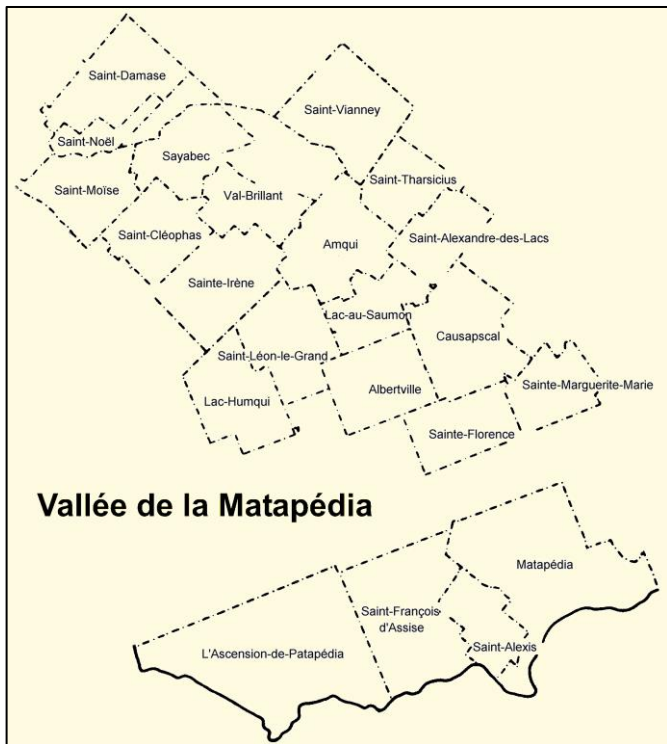 Saint-Damase
Saint-Vianney
Saint-Noël
Sayabec
Saint-Moïse
Val-Brillant
Saint-Tharsicius
Saint-Cléophas
Amqui
Saint-Alexandre-des-Lacs
Sainte-Irène
Lac-au-Saumon
Causapscal
Saint-Léon-le-Grand
Sainte-Marguerite-Marie
Albertville
Lac-Humqui
Sainte-Florence
Vallée de la Matapédia
Matapédia
Saint-François
d'Assise
Saint-Alexis
L'Ascension-de-Patapédia